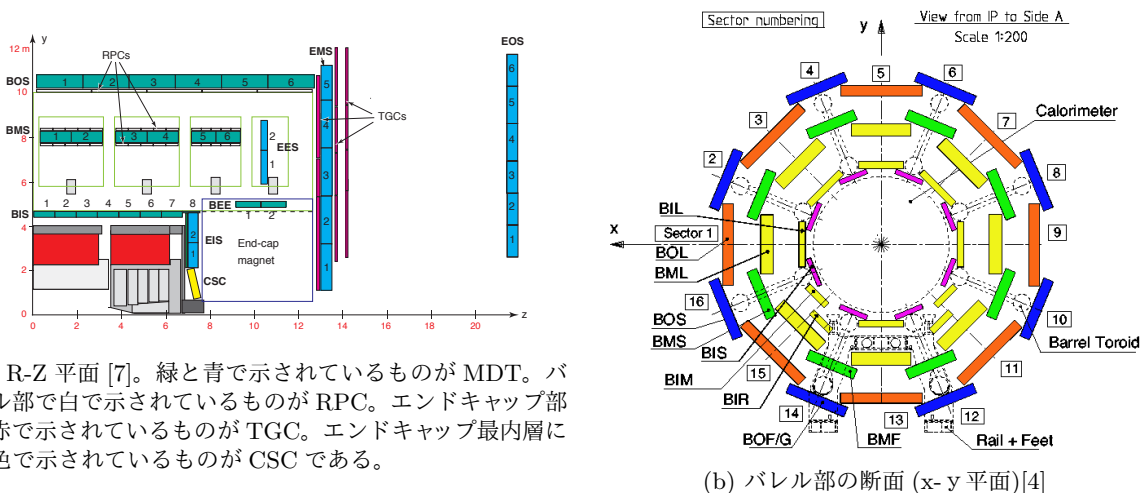 y
12 m
10
8
6
4
2
0
0 2 4 6 8 10 12 14 16 18 20
z
BOS
1 2 3 4 5 6
RPCs
BMS
1 2 3 4 5 6
EES
2
1
1 2 3 4 5 6 7 8
BEE
1 2
BIS
EIS
2
1
CSC
End-cap
magnet
EMS
5
4
3
2
1
TGCs
EOS
6
5
4
3
2
1
R-Z 平面 [7]。緑と青で示されているものが MDT。バ
ル部で白で示されているものが RPC。エンドキャップ部
赤で示されているものが TGC。エンドキャップ最内層に
色で示されているものが CSC である。
Sector numbering
View from IP to Side A
Scale 1:200
y
x
4
5
6
3
7
2
8
Sector 1
9
16
10
15
11
14
13
12
Calorimeter
BIL
BOL
BML
BOS
BMS
BIS
BIM
BIR
BOF/G
BMF
Rail + Feet
Barrel Toroid
(b) バレル部の断面 (x- y 平面)[4]